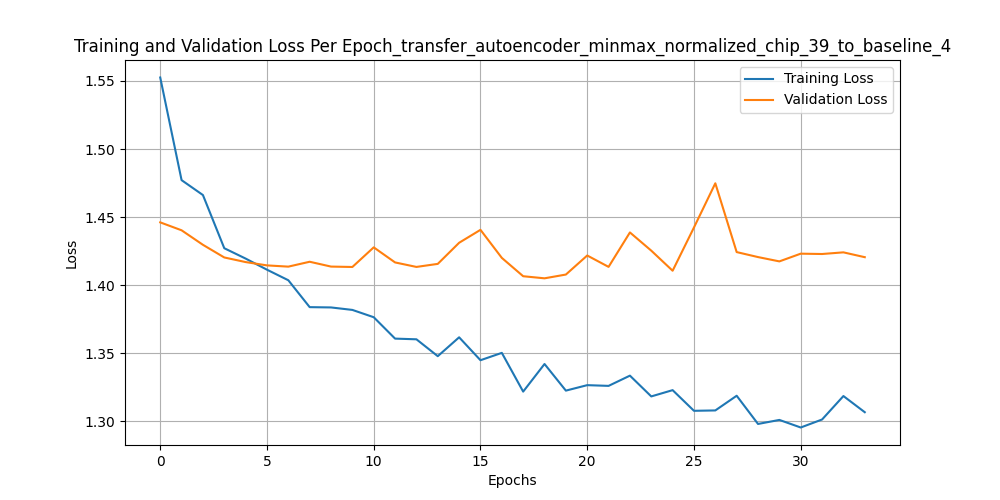 Training and Validation Loss Per Epoch_transfer_autoencoder_minmax_normalized_chip_39_to_baseline_4
Training Loss
Validation Loss
1.55
1.50
1.45
1.40
1.35
1.30
Loss
0
5
10
15
20
25
30
Epochs